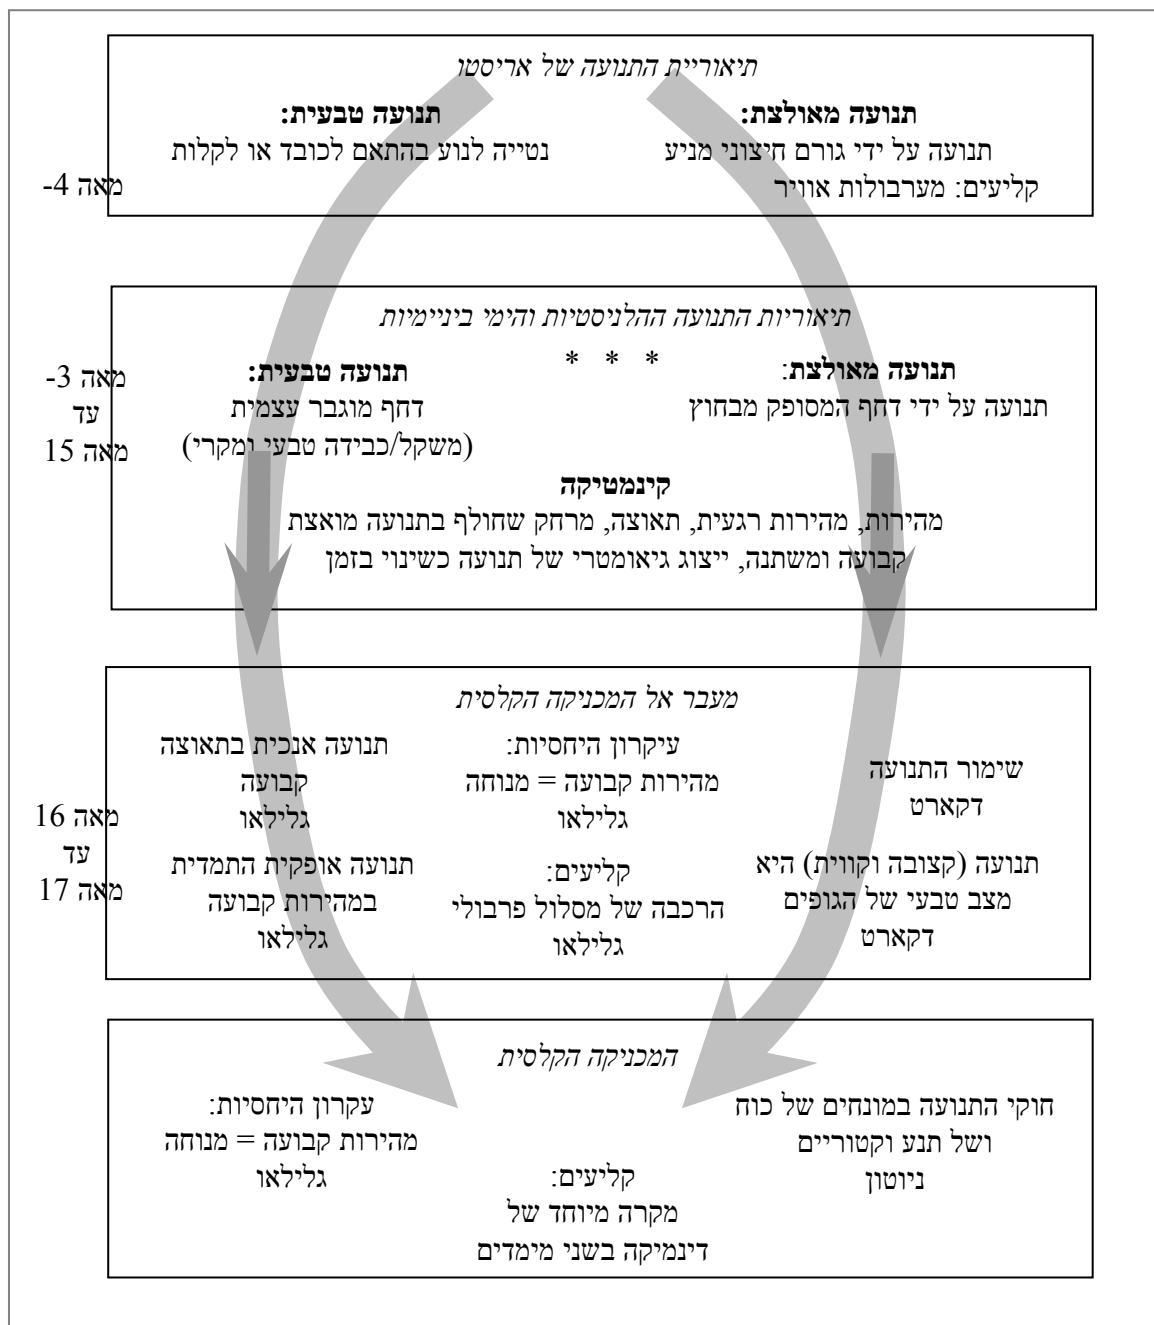 תיאוריית התנועה של אריסטו
תנועה מאולצת:
תנועה על ידי גורם חיצוני מניע
קליעים: מערבולות אוויר
תנועה טבעית:
נטייה לנוע בהתאם לכובד או לקלות
מאה 4-
תיאוריות התנועה ההלניסטיות והימי ביניימיות
* * *
תנועה מאולצת:
תנועה על ידי דחף המסופק מבחוץ
תנועה טבעית:
דחף מוגבר עצמית
(משקל/כבידה טבעי ומקרי)
קינמטיקה
מהירות, מהירות רגעית, תאוצה, מרחק שחולף בתנועה מואצת
קבועה ומשתנה, ייצוג גיאומטרי של תנועה כשינוי בזמן
מאה 3-
עד
מאה 15
מעבר אל המכניקה הקלסית
שימור התנועה
דקארט
תנועה (קצובה וקווית) היא
מצב טבעי של הגופים
דקארט
עיקרון היחסיות:
מהירות קבועה = מנוחה
גלילאו
קליעים:
הרכבה של מסלול פרבולי
גלילאו
תנועה אנכית בתאוצה
קבועה
גלילאו
תנועה אופקית התמדית
במהירות קבועה
גלילאו
מאה 16
עד
מאה 17
המכניקה הקלסית
חוקי התנועה במונחים של כוח
ושל תנע וקטוריים
ניוטון
קליעים:
מקרה מיוחד של
דינמיקה בשני מימדים
עקרון היחסיות:
מהירות קבועה = מנוחה
גלילאו